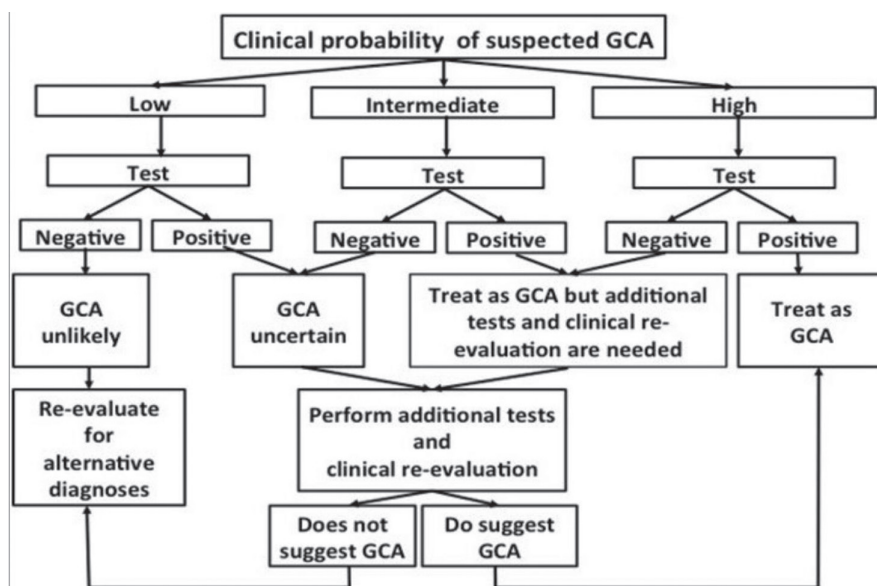 Clinical probability of suspected GCA
Low
Intermediate
High
Test
Test
Test
Negative
Positive
Negative
Positive
Negative
Positive
GCA
unlikely
GCA
uncertain
Treat as GCA but additional
tests and clinical re-
evaluation are needed
Treat as
GCA
Re-evaluate
for
alternative
diagnoses
Perform additional tests
and
clinical re-evaluation
Does not
suggest GCA
Do suggest
GCA